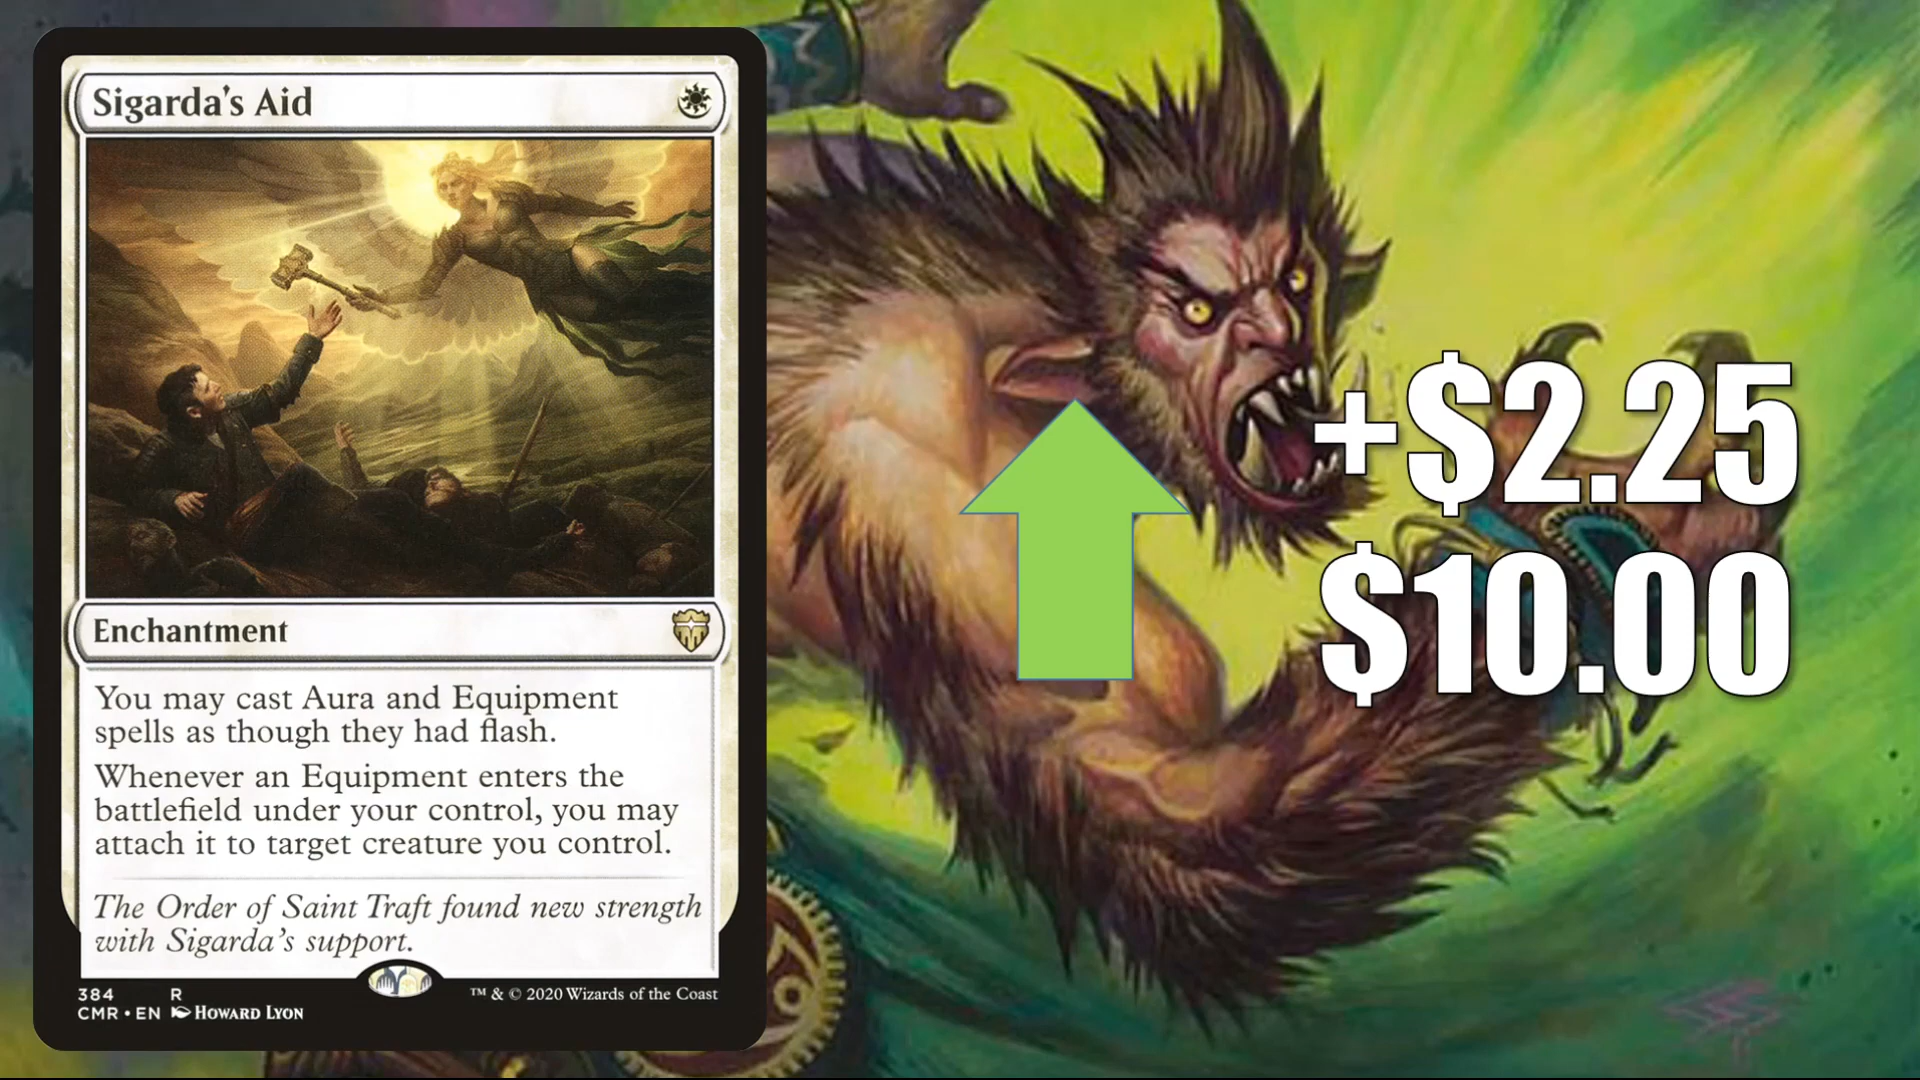 Sigarda's Aid
Enchantment
You may cast Aura and Equipment
spells as though they had flash.
Whenever an Equipment enters the
battlefield under your control, you may
attach it to target creature you control.
The Order of Saint Traft found new strength
with Sigarda's support.
384 R
CMR • EN Howard Lyon
™ & © 2020 Wizards of the Coast
+$2.25
$10.00